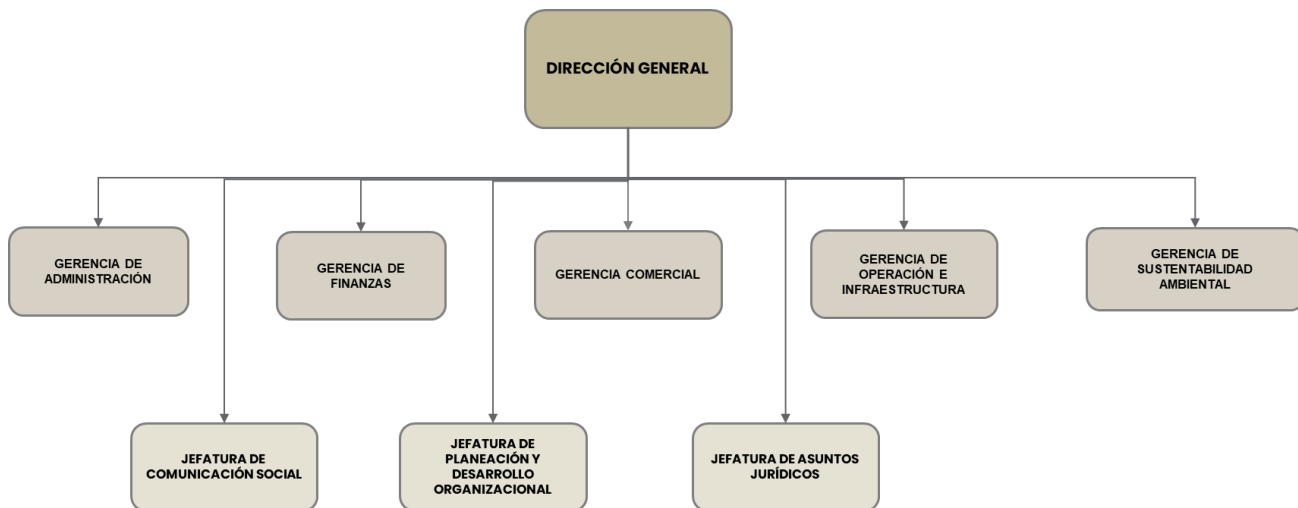 DIRECCIÓN GENERAL
GERENCIA DE
ADMINISTRACIÓN
GERENCIA DE
FINANZAS
GERENCIA COMERCIAL
GERENCIA DE
OPERACIÓN E
INFRAESTRUCTURA
GERENCIA DE
SUSTENTABILIDAD
AMBIENTAL
JEFATURA DE
COMUNICACIÓN SOCIAL
JEFATURA DE
PLANEACIÓN Y
DESARROLLO
ORGANIZACIONAL
JEFATURA DE ASUNTOS
JURÍDICOS